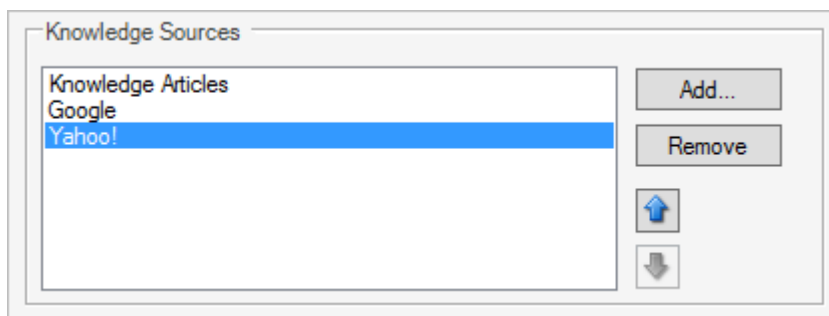 Knowledge Sources
Knowledge Articles
Google
Yahoo!
Add...
Remove